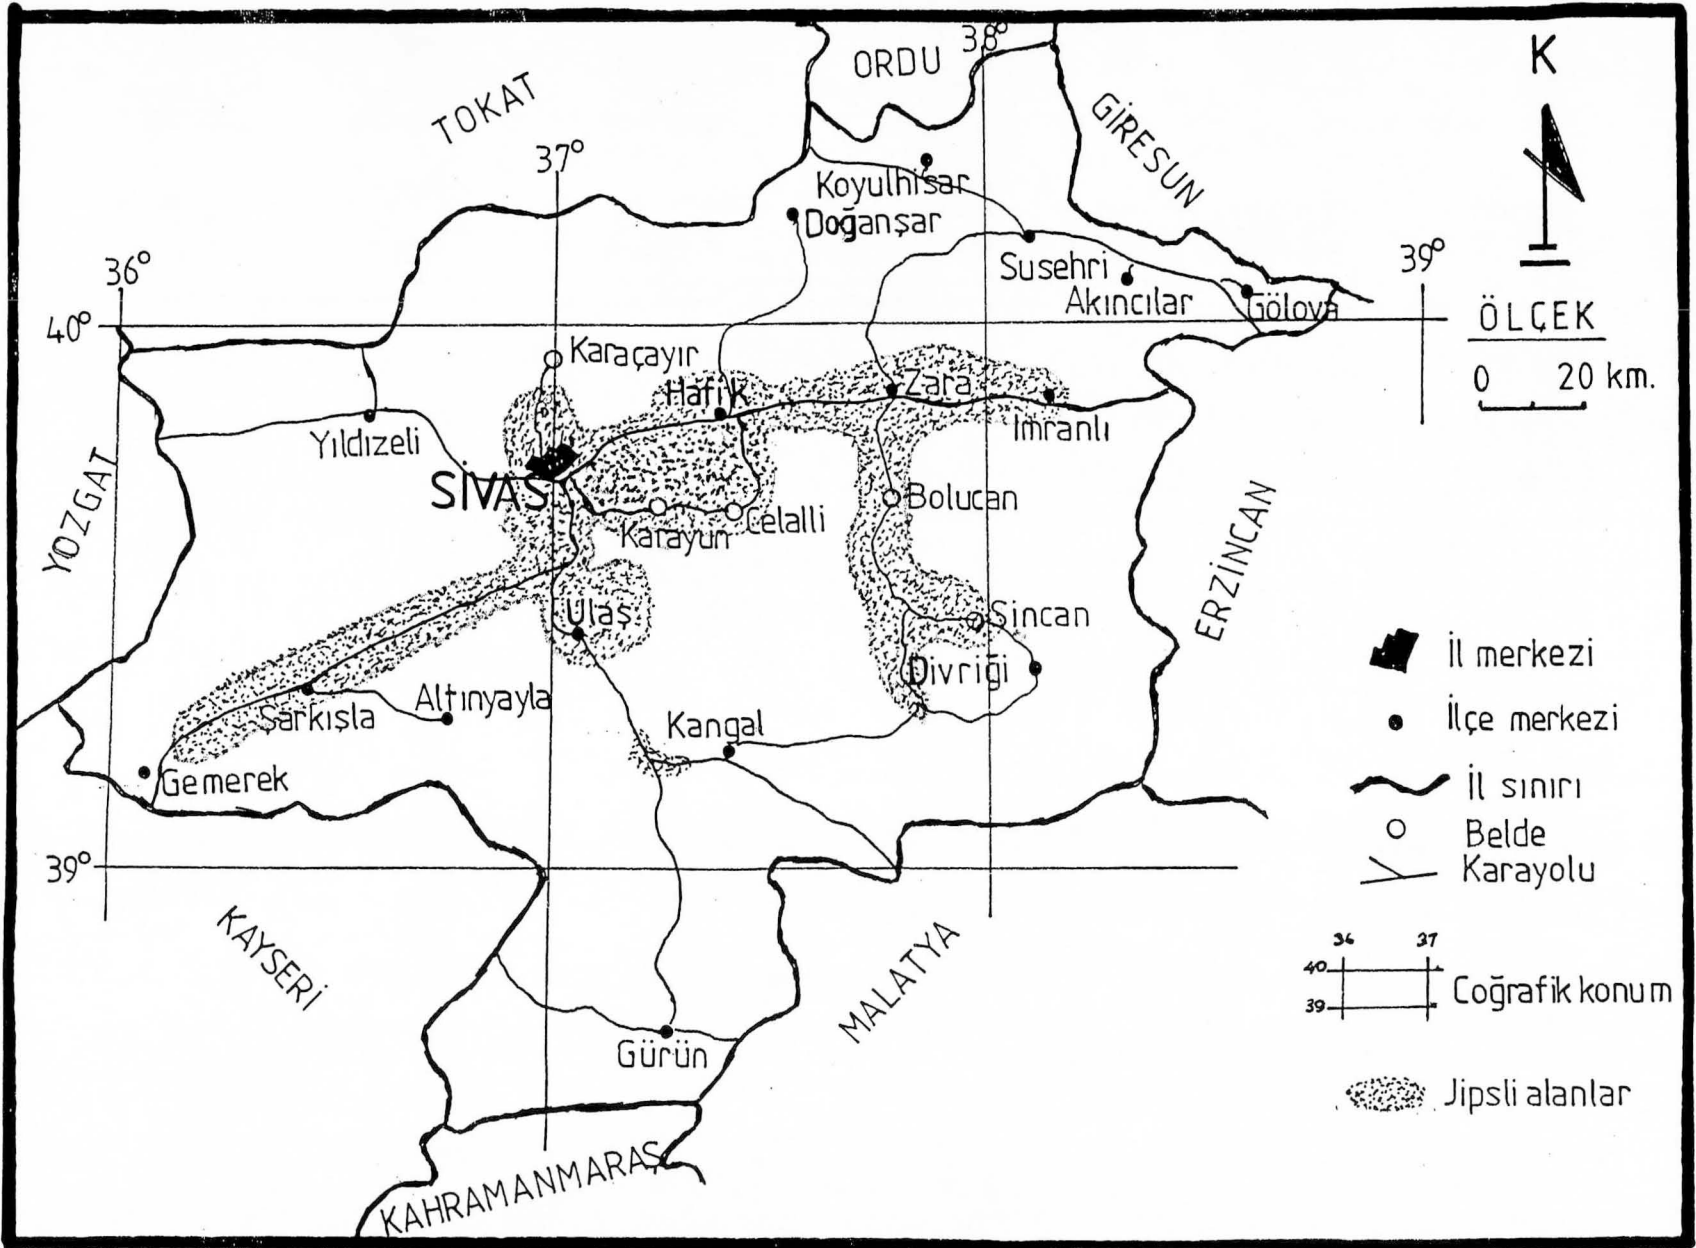 ORDU
38°
K
TOKAT
GİRESUN
37°
Koyulhisar
Doğanşar
36°
39°
Susehri
Akıncılar
Gölova
40°
ÖLÇEK
0 20 km.
Karaçayır
Hafik
Zara
İmranlı
Yıldızeli
YOZGAT
SİVAS
Bolucan
Karayün
Celalli
ERZİNCAN
Ulaş
Sincan
Divriği
Altınyayla
Şarkışla
Kangal
Gemerek
39°
İl merkezi
İlçe merkezi
İl sınırı
Belde
Karayolu
KAYSERİ
MALATYA
36 37
40
39
Coğrafik konum
Gürün
Jipsli alanlar
KAHRAMANMARAŞ